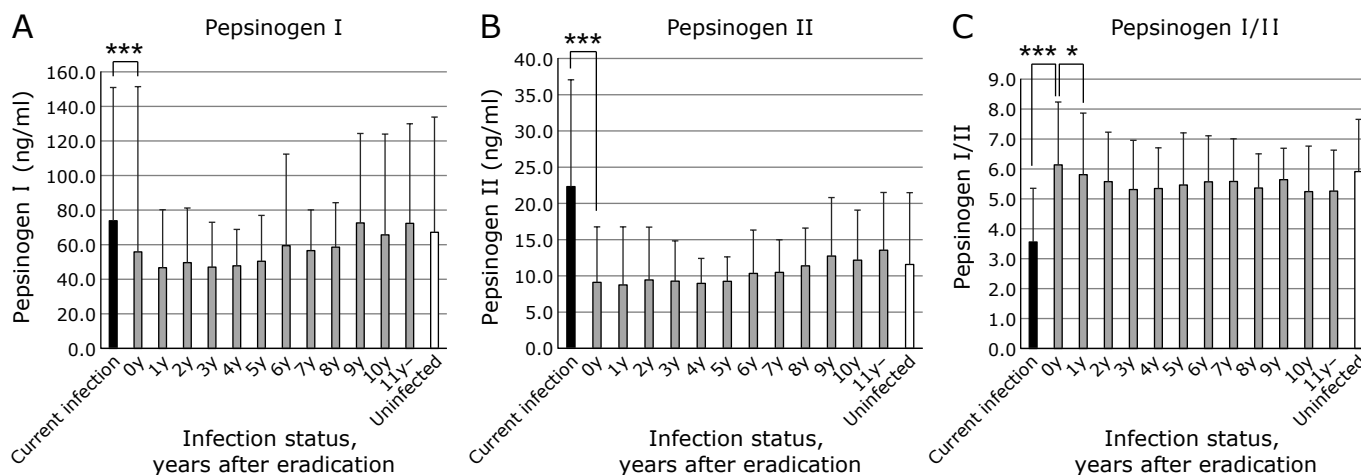 A
Pepsinogen I
***
Pepsinogen I (ng/ml)
160.0
140.0
120.0
100.0
80.0
60.0
40.0
20.0
0.0
Current infection
0y
1y
2y
3y
4y
5y
6y
7y
8y
9y
10y
11y–
Uninfected
Infection status,
years after eradication
B
Pepsinogen II
***
Pepsinogen II (ng/ml)
40.0
35.0
30.0
25.0
20.0
15.0
10.0
5.0
0.0
Current infection
0y
1y
2y
3y
4y
5y
6y
7y
8y
9y
10y
11y–
Uninfected
Infection status,
years after eradication
C
Pepsinogen I/II
*** *
Pepsinogen I/II
9.0
8.0
7.0
6.0
5.0
4.0
3.0
2.0
1.0
0.0
Current infection
0y
1y
2y
3y
4y
5y
6y
7y
8y
9y
10y
11y–
Uninfected
Infection status,
years after eradication